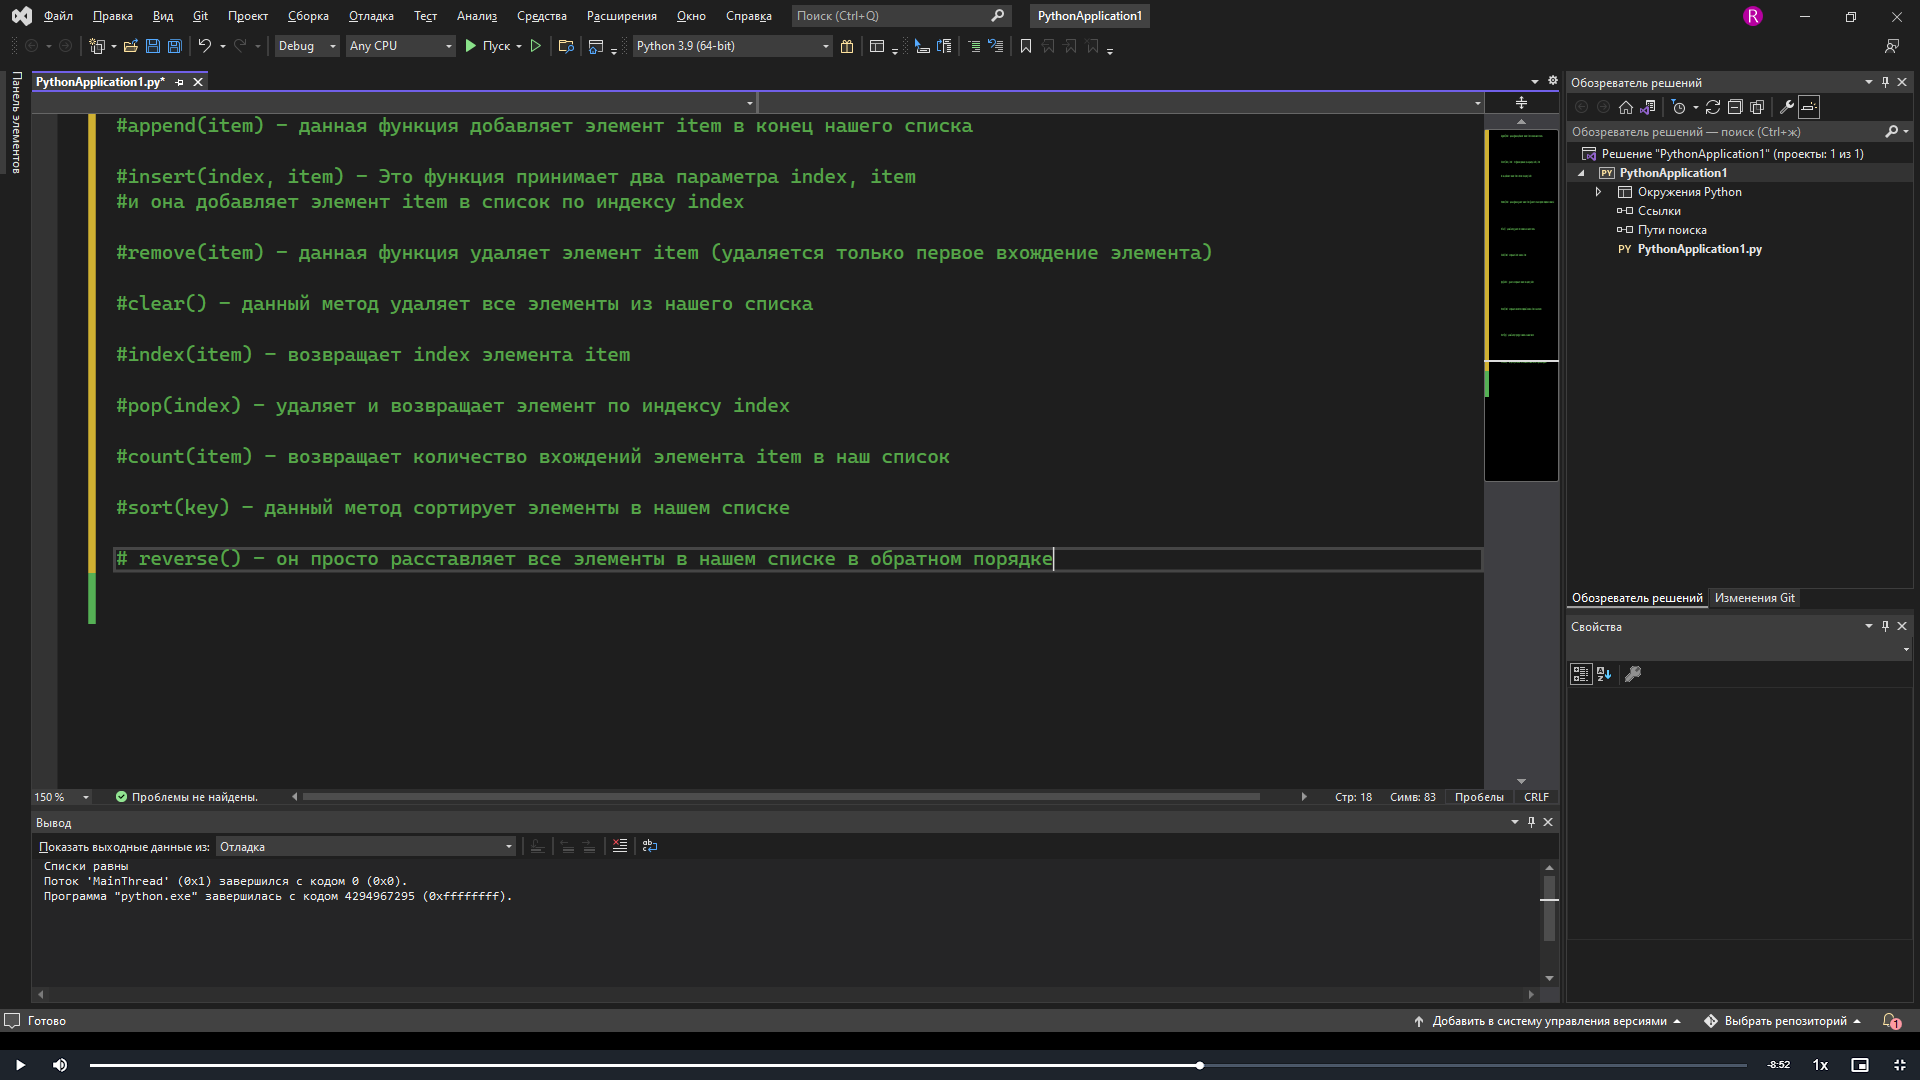 Файл Правка Вид Git Проект Сборка Отладка Тест Анализ Средства Расширения Окно Справка Поиск (Ctrl+Q) PythonApplication1 R
Debug Any CPU Пуск Python 3.9 (64-bit)
Панель элементов
PythonApplication1.py*
#append(item) - данная функция добавляет элемент item в конец нашего списка
#insert(index, item) - Это функция принимает два параметра index, item
#и она добавляет элемент item в список по индексу index
#remove(item) - данная функция удаляет элемент item (удаляется только первое вхождение элемента)
#clear() - данный метод удаляет все элементы из нашего списка
#index(item) - возвращает index элемента item
#pop(index) - удаляет и возвращает элемент по индексу index
#count(item) - возвращает количество вхождений элемента item в наш список
#sort(key) - данный метод сортирует элементы в нашем списке
# reverse() - он просто расставляет все элементы в нашем списке в обратном порядке
150 % Проблемы не найдены. Стр: 18 Симв: 83 Пробелы CRLF
Вывод
Показать выходные данные из: Отладка
Списки равны
Поток 'MainThread' (0x1) завершился с кодом 0 (0x0).
Программа "python.exe" завершилась с кодом 4294967295 (0xffffffff).
Обозреватель решений
Обозреватель решений — поиск (Ctrl+ж)
Решение "PythonApplication1" (проекты: 1 из 1)
PY PythonApplication1
Окружения Python
Ссылки
Пути поиска
PY PythonApplication1.py
Обозреватель решений Изменения Git
Свойства
Готово Добавить в систему управления версиями Выбрать репозиторий 1
-8:52 1x